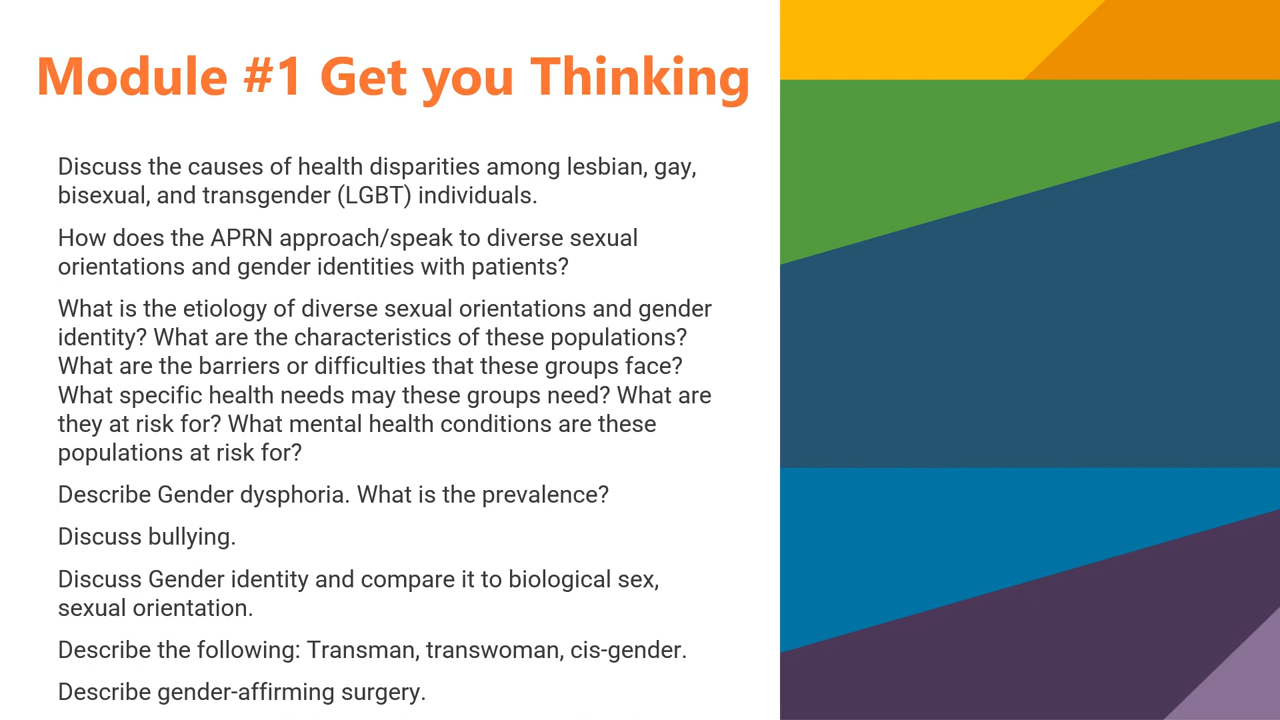 Module #1 Get you Thinking
Discuss the causes of health disparities among lesbian, gay,
bisexual, and transgender (LGBT) individuals.
How does the APRN approach/speak to diverse sexual
orientations and gender identities with patients?
What is the etiology of diverse sexual orientations and gender
identity? What are the characteristics of these populations?
What are the barriers or difficulties that these groups face?
What specific health needs may these groups need? What are
they at risk for? What mental health conditions are these
populations at risk for?
Describe Gender dysphoria. What is the prevalence?
Discuss bullying.
Discuss Gender identity and compare it to biological sex,
sexual orientation.
Describe the following: Transman, transwoman, cis-gender.
Describe gender-affirming surgery.